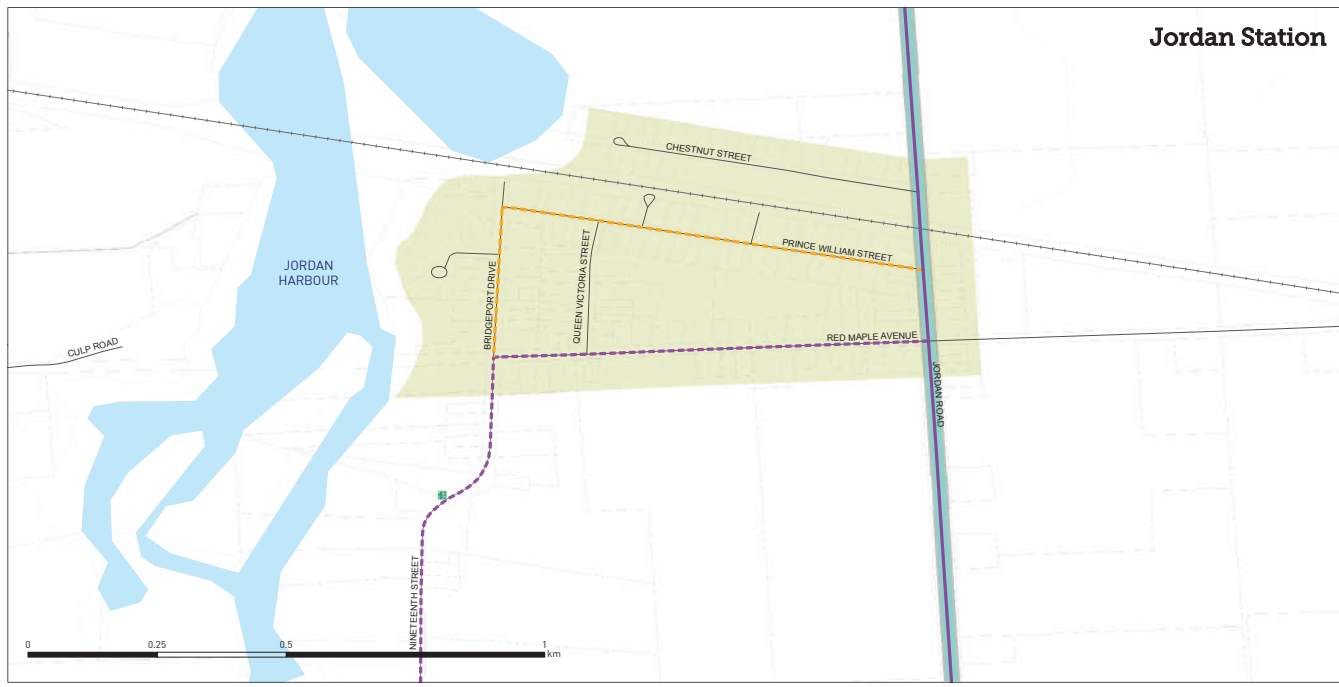 Jordan Station
CHESTNUT STREET
PRINCE WILLIAM STREET
QUEEN VICTORIA STREET
BRIDGEPORT DRIVE
JORDAN
HARBOUR
RED MAPLE AVENUE
CULP ROAD
JORDAN ROAD
NINETEENTH STREET
0 0.25 0.5 1
km